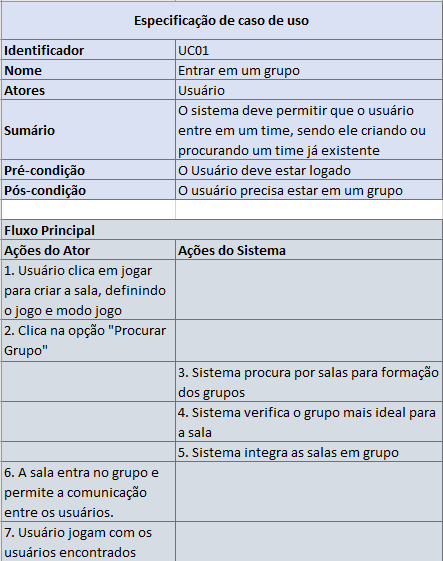 Especificação de caso de uso
Identificador UC01
Nome Entrar em um grupo
Atores Usuário
Sumário O sistema deve permitir que o usuário
entre em um time, sendo ele criando ou
procurando um time já existente
Pré-condição O Usuário deve estar logado
Pós-condição O usuário precisa estar em um grupo
Fluxo Principal
Ações do Ator Ações do Sistema
1. Usuário clica em jogar
para criar a sala, definindo
o jogo e modo jogo
2. Clica na opção "Procurar
Grupo"
3. Sistema procura por salas para formação
dos grupos
4. Sistema verifica o grupo mais ideal para
a sala
5. Sistema integra as salas em grupo
6. A sala entra no grupo e
permite a comunicação
entre os usuários.
7. Usuário jogam com os
usuários encontrados